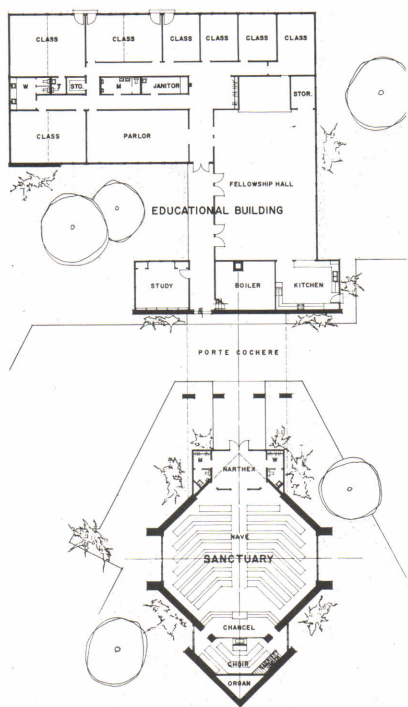 CLASS
CLASS
CLASS
CLASS
CLASS
CLASS
W
T
STO.
M
JANITOR
STOR.
CLASS
PARLOR
FELLOWSHIP HALL
EDUCATIONAL BUILDING
STUDY
BOILER
KITCHEN
PORTE COCHERE
M
W
NARTHEX
NAVE
SANCTUARY
CHANCEL
CHOIR
ORGAN